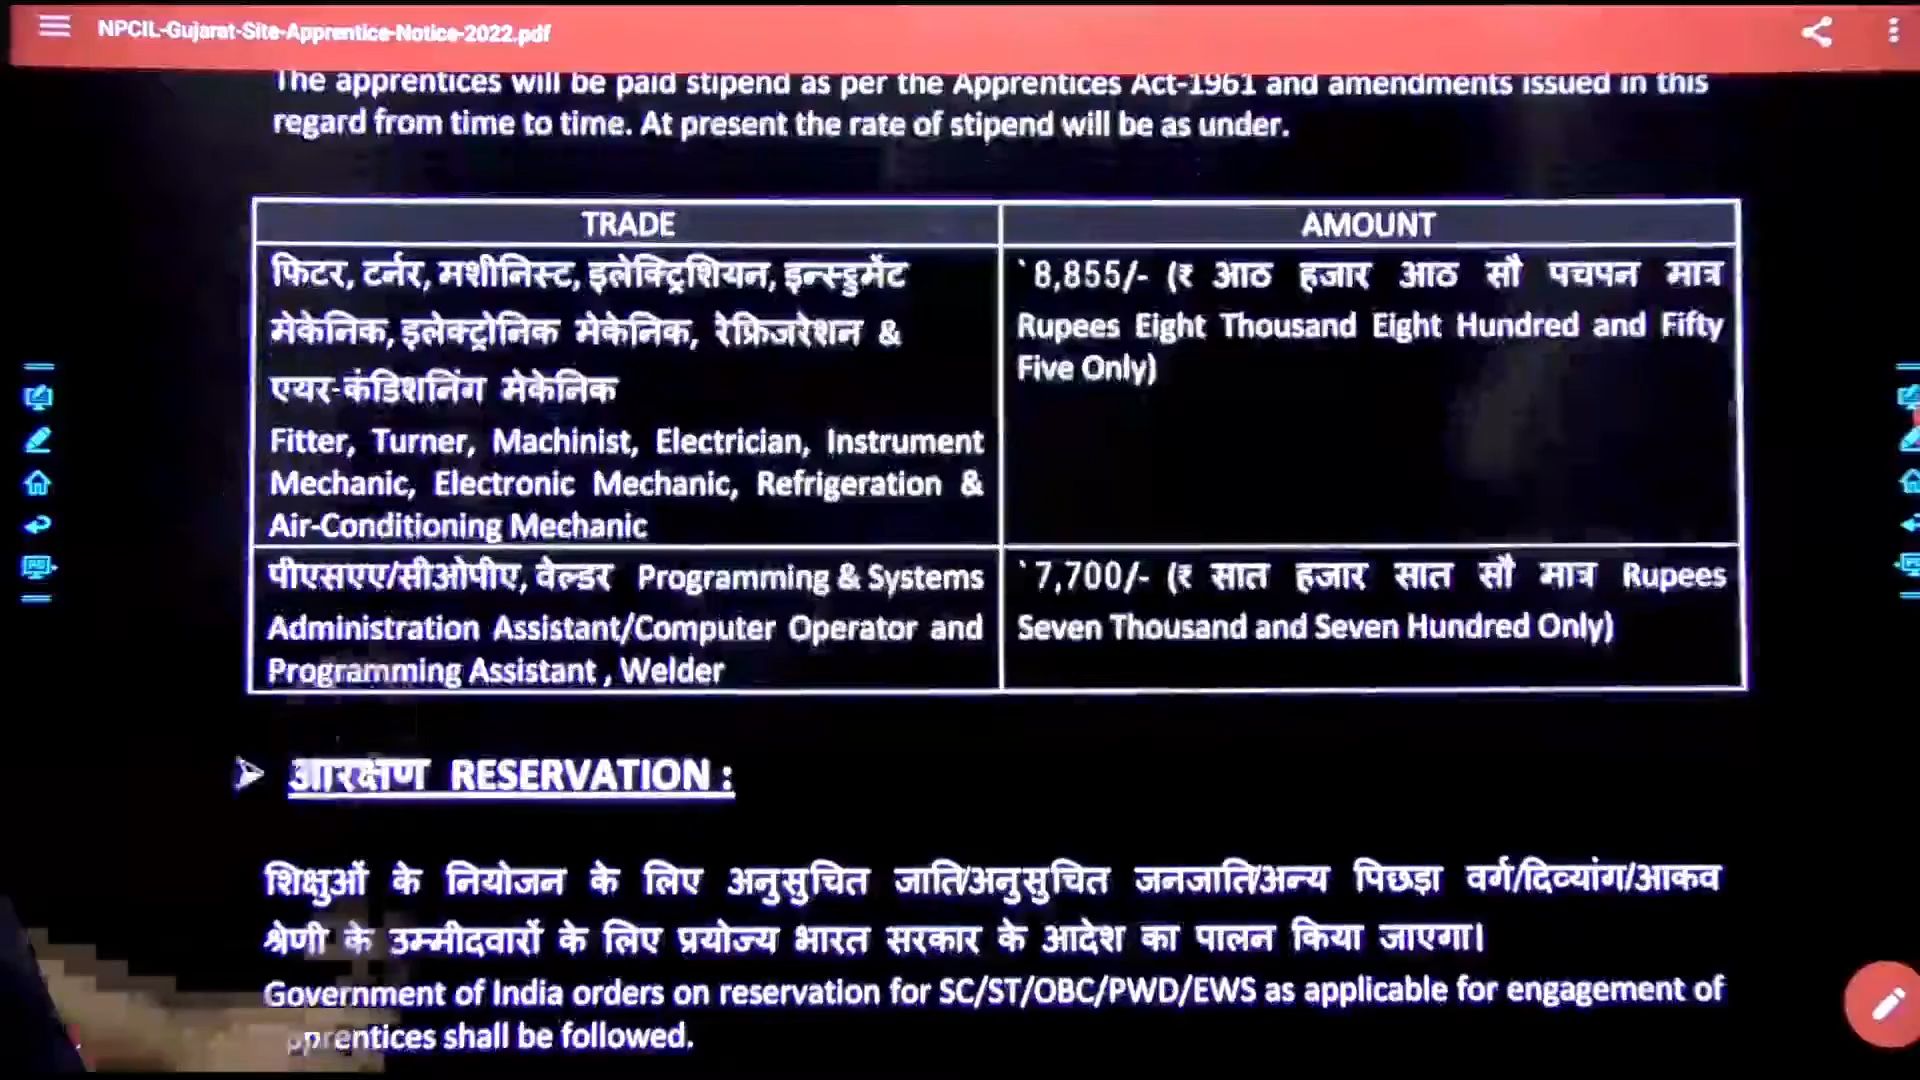 NPCIL-Gujarat-Site-Apprentice-Notice-2022.pdf
The apprentices will be paid stipend as per the Apprentices Act-1961 and amendments issued in this
regard from time to time. At present the rate of stipend will be as under.
TRADE
AMOUNT
फिटर, टर्नर, मशीनिस्ट, इलेक्ट्रिशियन, इन्स्ट्रुमेंट
मेकेनिक, इलेक्ट्रोनिक मेकेनिक, रेफ्रिजरेशन &
एयर-कंडिशनिंग मेकेनिक
Fitter, Turner, Machinist, Electrician, Instrument
Mechanic, Electronic Mechanic, Refrigeration &
Air-Conditioning Mechanic
`8,855/- (₹ आठ हजार आठ सौ पचपन मात्र
Rupees Eight Thousand Eight Hundred and Fifty
Five Only)
पीएसएए/सीओपीए, वेल्डर Programming & Systems
Administration Assistant/Computer Operator and
Programming Assistant , Welder
`7,700/- (₹ सात हजार सात सौ मात्र Rupees
Seven Thousand and Seven Hundred Only)
➤ आरक्षण RESERVATION :
शिक्षुओं के नियोजन के लिए अनुसुचित जाति/अनुसुचित जनजाति/अन्य पिछड़ा वर्ग/दिव्यांग/आकव
श्रेणी के उम्मीदवारों के लिए प्रयोज्य भारत सरकार के आदेश का पालन किया जाएगा।
Government of India orders on reservation for SC/ST/OBC/PWD/EWS as applicable for engagement of
pprentices shall be followed.